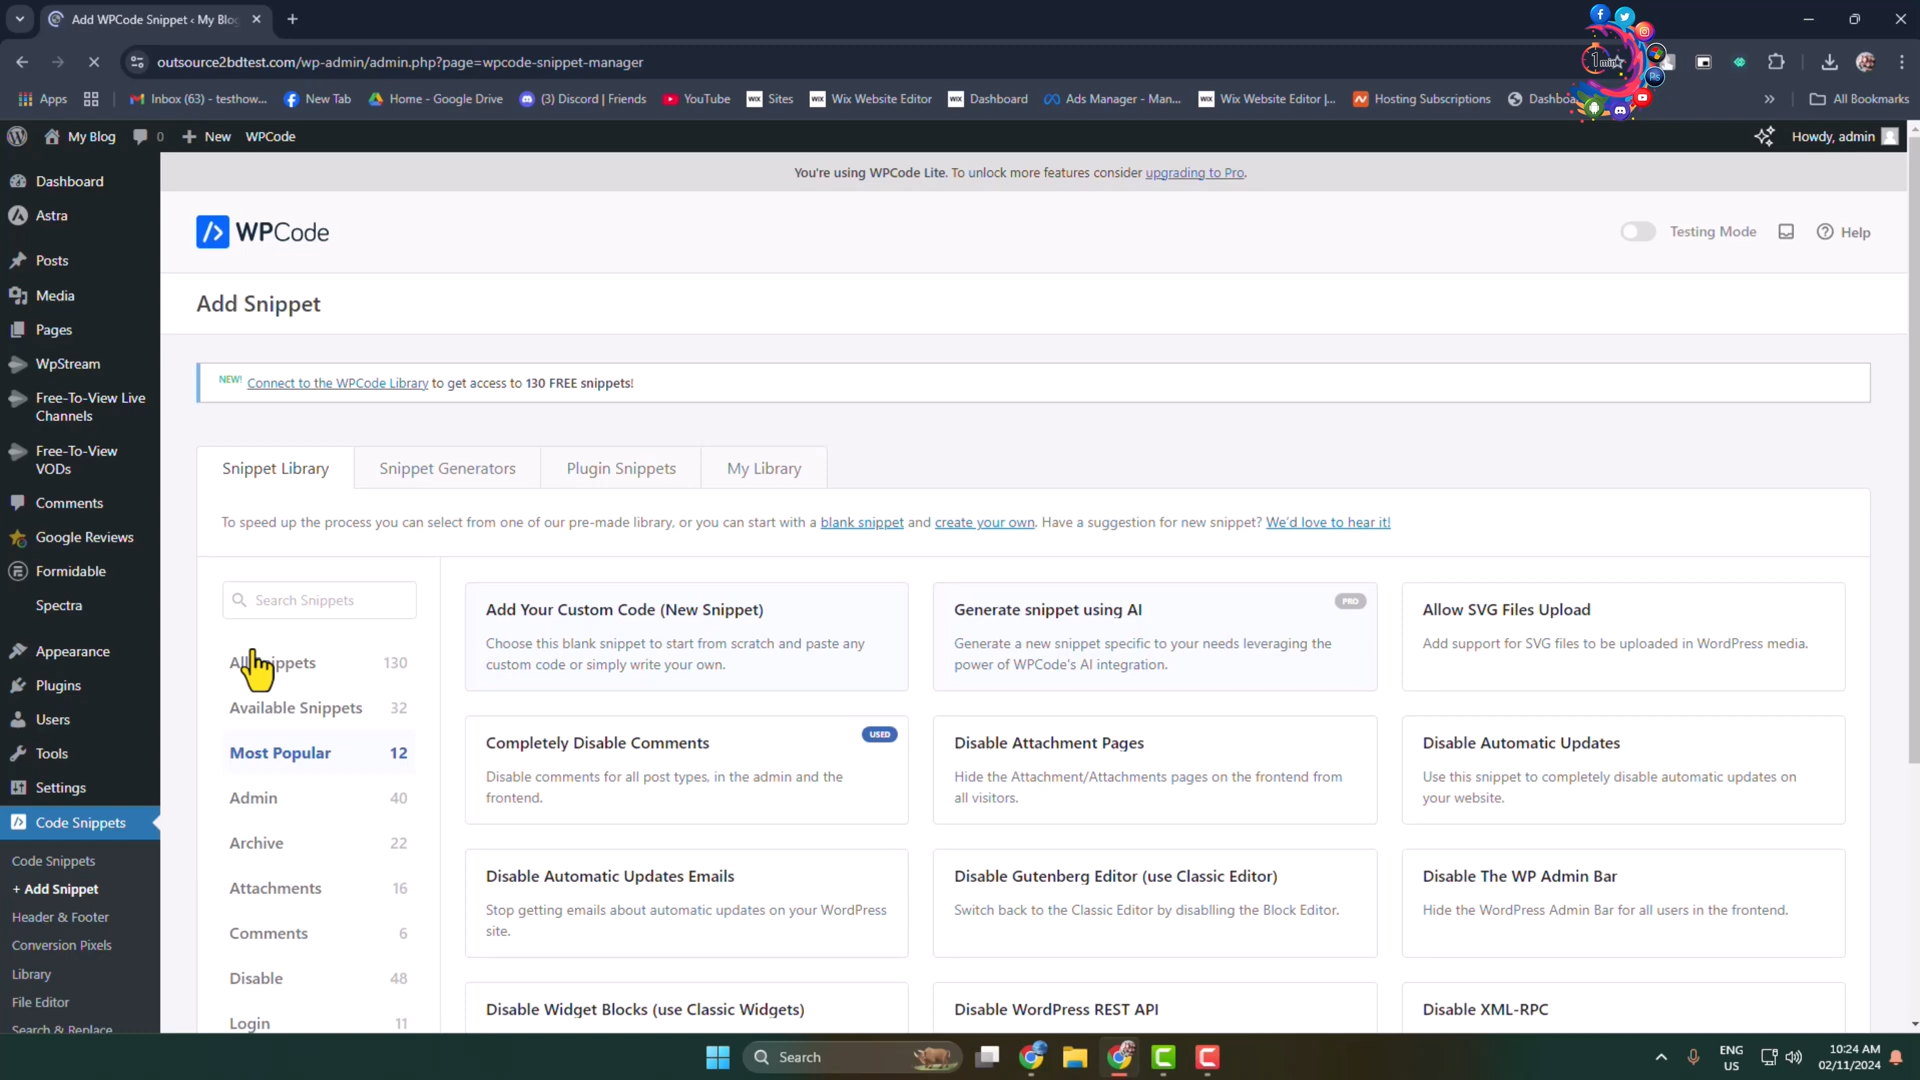 Add WPCode Snippet ‹ My Blo
outsource2bdtest.com/wp-admin/admin.php?page=wpcode-snippet-manager
1min
Apps
Inbox (63) - testhow...
New Tab
Home - Google Drive
(3) Discord | Friends
YouTube
WIX Sites
WIX Wix Website Editor
WIX Dashboard
Ads Manager - Man...
WIX Wix Website Editor |...
Hosting Subscriptions
Dashboa
Ps
»
All Bookmarks
My Blog
0
New
WPCode
Howdy, admin
You're using WPCode Lite. To unlock more features consider upgrading to Pro.
WPCode
Testing Mode
Help
Add Snippet
NEW! Connect to the WPCode Library to get access to 130 FREE snippets!
Dashboard
Astra
Posts
Media
Pages
WpStream
Free-To-View Live
Channels
Free-To-View
VODs
Comments
Google Reviews
Formidable
Spectra
Appearance
Plugins
Users
Tools
Settings
Code Snippets
Code Snippets
+ Add Snippet
Header & Footer
Conversion Pixels
Library
File Editor
Search & Replace
Snippet Library
Snippet Generators
Plugin Snippets
My Library
To speed up the process you can select from one of our pre-made library, or you can start with a blank snippet and create your own. Have a suggestion for new snippet? We'd love to hear it!
Search Snippets
130
Available Snippets 32
Most Popular 12
Admin 40
Archive 22
Attachments 16
Comments 6
Disable 48
Login 11
Add Your Custom Code (New Snippet)
Choose this blank snippet to start from scratch and paste any
custom code or simply write your own.
Generate snippet using AI
PRO
Generate a new snippet specific to your needs leveraging the
power of WPCode's AI integration.
Allow SVG Files Upload
Add support for SVG files to be uploaded in WordPress media.
Completely Disable Comments
USED
Disable comments for all post types, in the admin and the
frontend.
Disable Attachment Pages
Hide the Attachment/Attachments pages on the frontend from
all visitors.
Disable Automatic Updates
Use this snippet to completely disable automatic updates on
your website.
Disable Automatic Updates Emails
Stop getting emails about automatic updates on your WordPress
site.
Disable Gutenberg Editor (use Classic Editor)
Switch back to the Classic Editor by disablling the Block Editor.
Disable The WP Admin Bar
Hide the WordPress Admin Bar for all users in the frontend.
Disable Widget Blocks (use Classic Widgets)
Disable WordPress REST API
Disable XML-RPC
Search
ENG
US
10:24 AM
02/11/2024